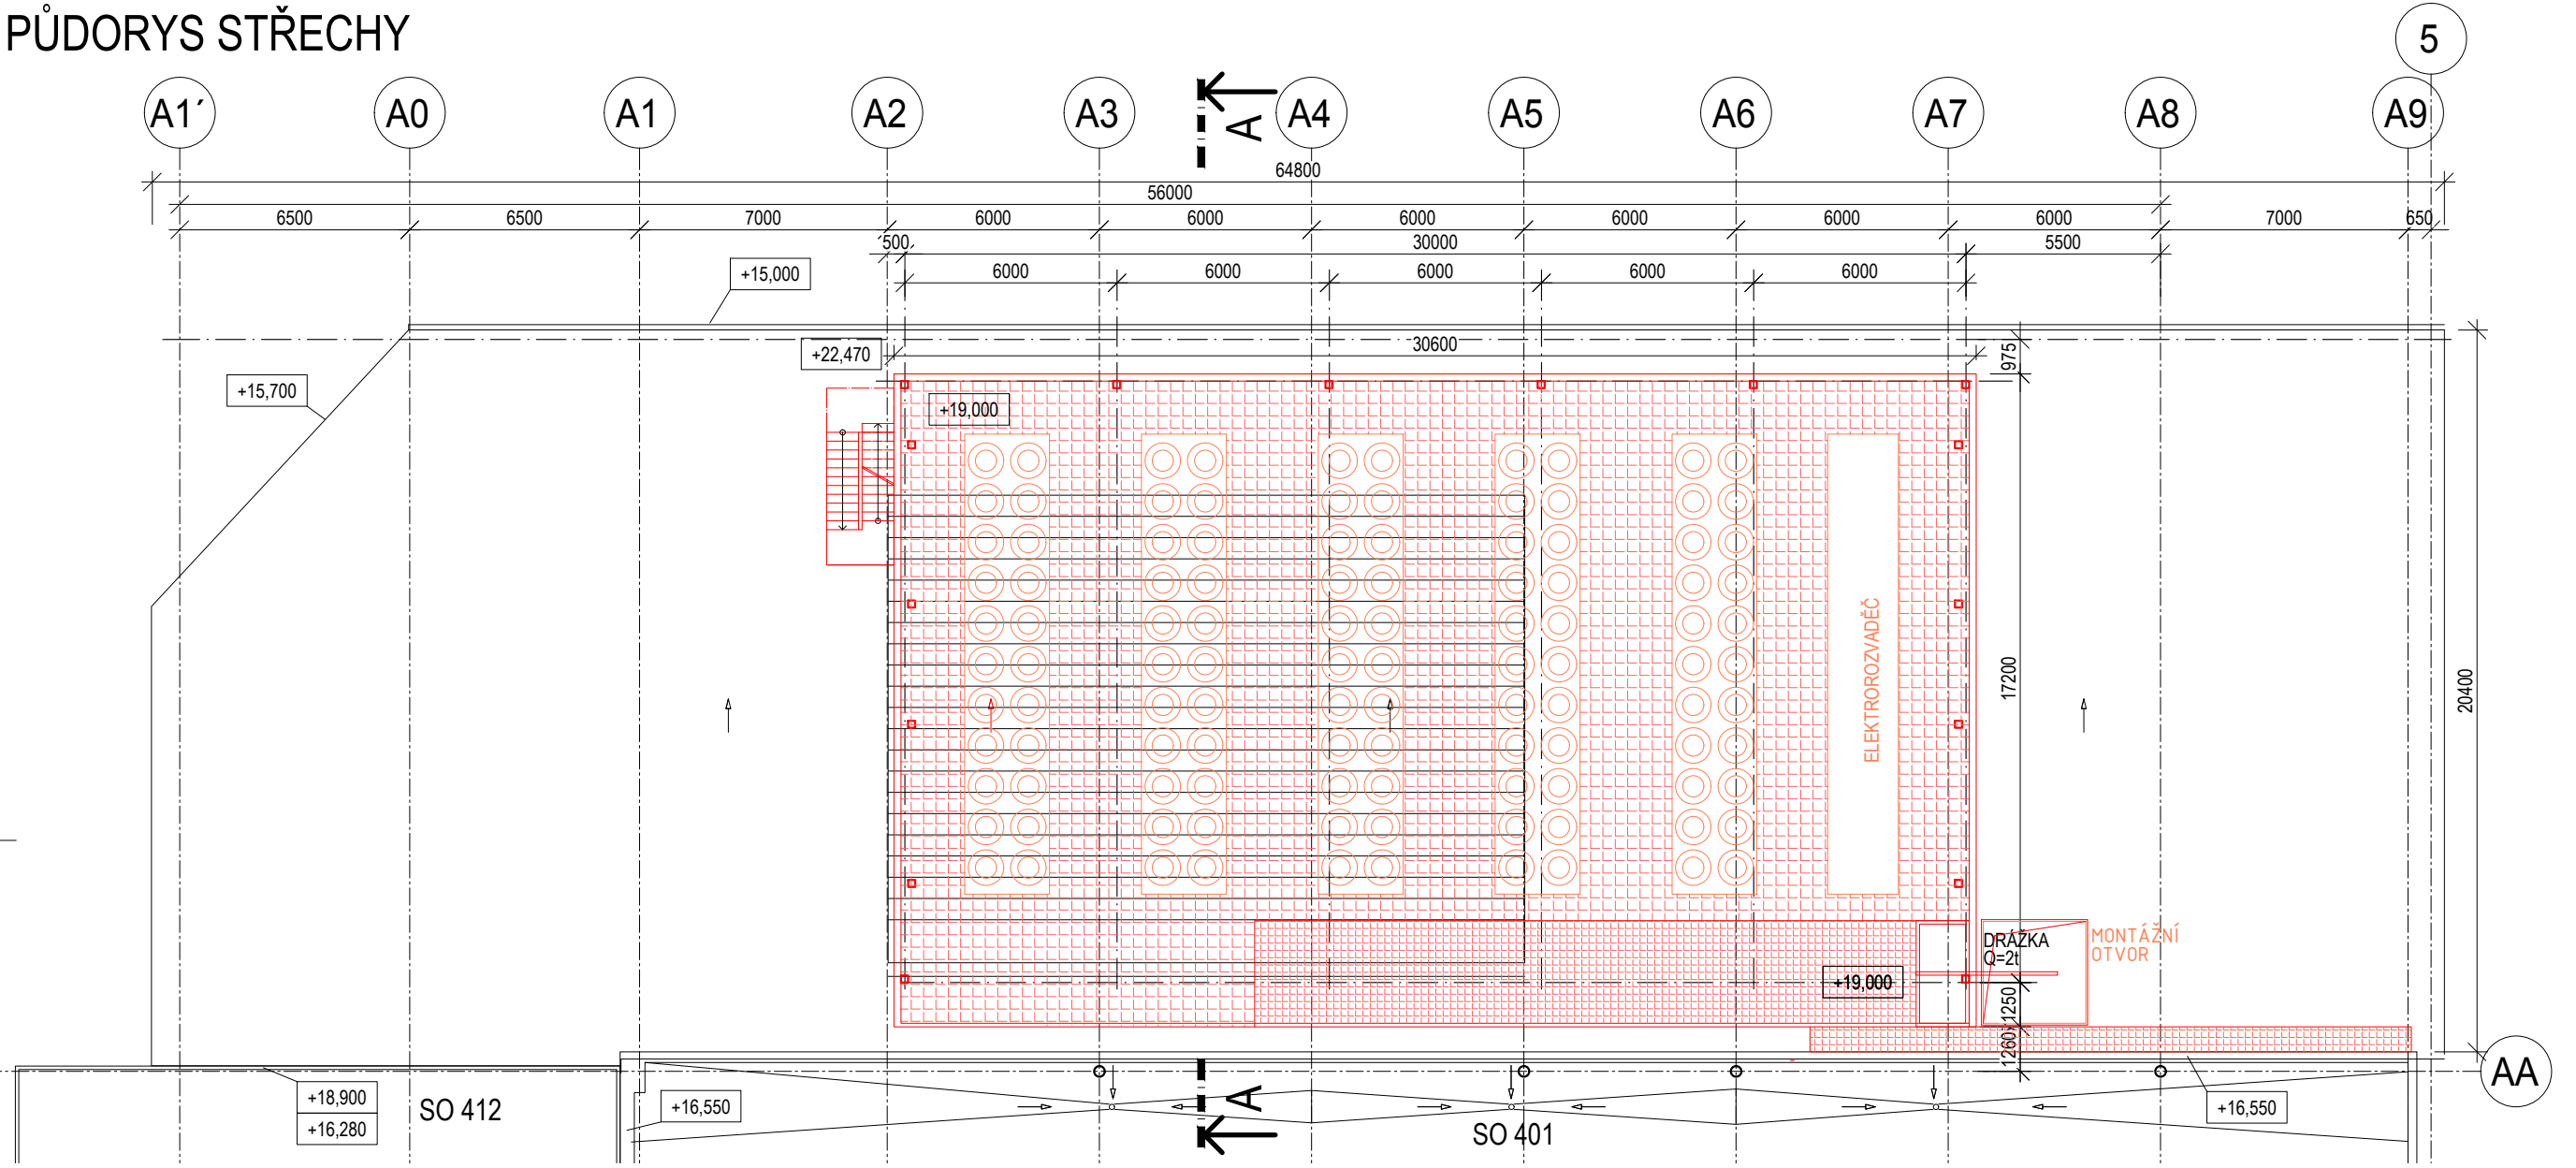 PŮDORYS STŘECHY
5
A1´ A0 A1 A2 A3 A4 A5 A6 A7 A8 A9
A
64800
56000
6500 6500 7000 6000 6000 6000 6000 6000 6000 7000 650
500 30000 5500
6000 6000 6000 6000 6000
+15,000
30600
+22,470
975
+15,700
+19,000
ELEKTROROZVADĚČ
17200
20400
DRÁŽKA
Q=2t
MONTÁŽNÍ
OTVOR
+19,000
1250
1260
AA
+18,900
+16,280
SO 412
+16,550
A
SO 401
+16,550